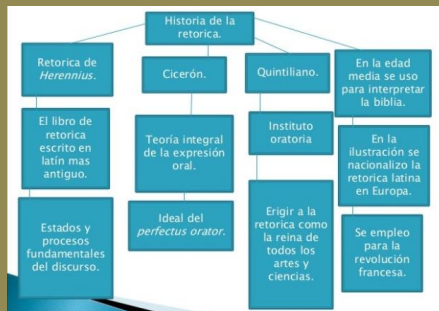 Historia de la
retorica.
Retorica de
Herennius.
El libro de
retorica
escrito en
latín mas
antiguo.
Estados y
procesos
fundamentales
del discurso.
Cicerón.
Teoría integral
de la expresión
oral.
Ideal del
perfectus orator.
Quintiliano.
Instituto
oratoria
Erigir a la
retorica como
la reina de
todos los
artes y
ciencias.
En la edad
media se uso
para interpretar
la biblia.
En la
ilustración se
nacionalizo la
retorica latina
en Europa.
Se empleo
para la
revolución
francesa.